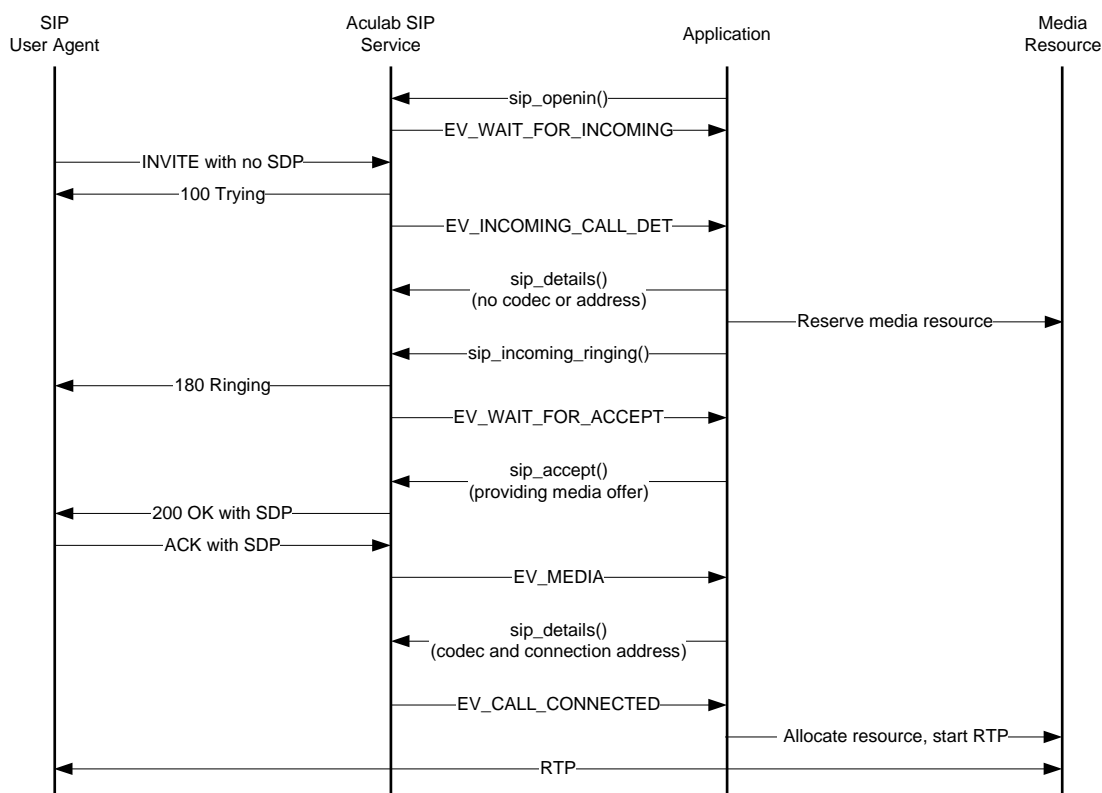 SIP
User Agent
Aculab SIP
Service
Application
Media
Resource
sip_openin()
EV_WAIT_FOR_INCOMING
INVITE with no SDP
100 Trying
EV_INCOMING_CALL_DET
sip_details()
(no codec or address)
Reserve media resource
sip_incoming_ringing()
180 Ringing
EV_WAIT_FOR_ACCEPT
sip_accept()
(providing media offer)
200 OK with SDP
ACK with SDP
EV_MEDIA
sip_details()
(codec and connection address)
EV_CALL_CONNECTED
Allocate resource, start RTP
RTP